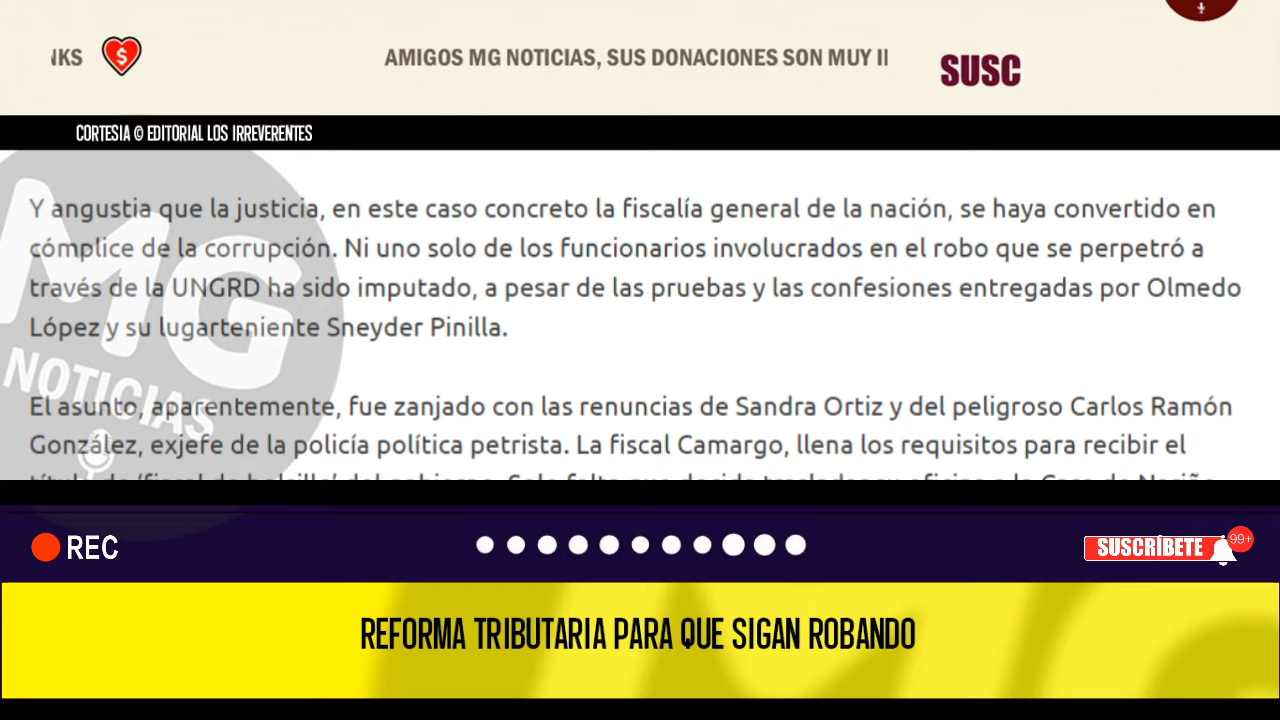 NKS
$
AMIGOS MG NOTICIAS, SUS DONACIONES SON MUY
SUSC
CORTESIA © EDITORIAL LOS IRREVERENTES
Y angustia que la justicia, en este caso concreto la fiscalía general de la nación, se haya convertido en
cómplice de la corrupción. Ni uno solo de los funcionarios involucrados en el robo que se perpetró a
través de la UNGRD ha sido imputado, a pesar de las pruebas y las confesiones entregadas por Olmedo
López y su lugarteniente Sneyder Pinilla.
MG
NOTICIAS
El asunto, aparentemente, fue zanjado con las renuncias de Sandra Ortiz y del peligroso Carlos Ramón
González, exjefe de la policía política petrista. La fiscal Camargo, llena los requisitos para recibir el
REC
SUSCRÍBETE
99+
REFORMA TRIBUTARIA PARA QUE SIGAN ROBANDO